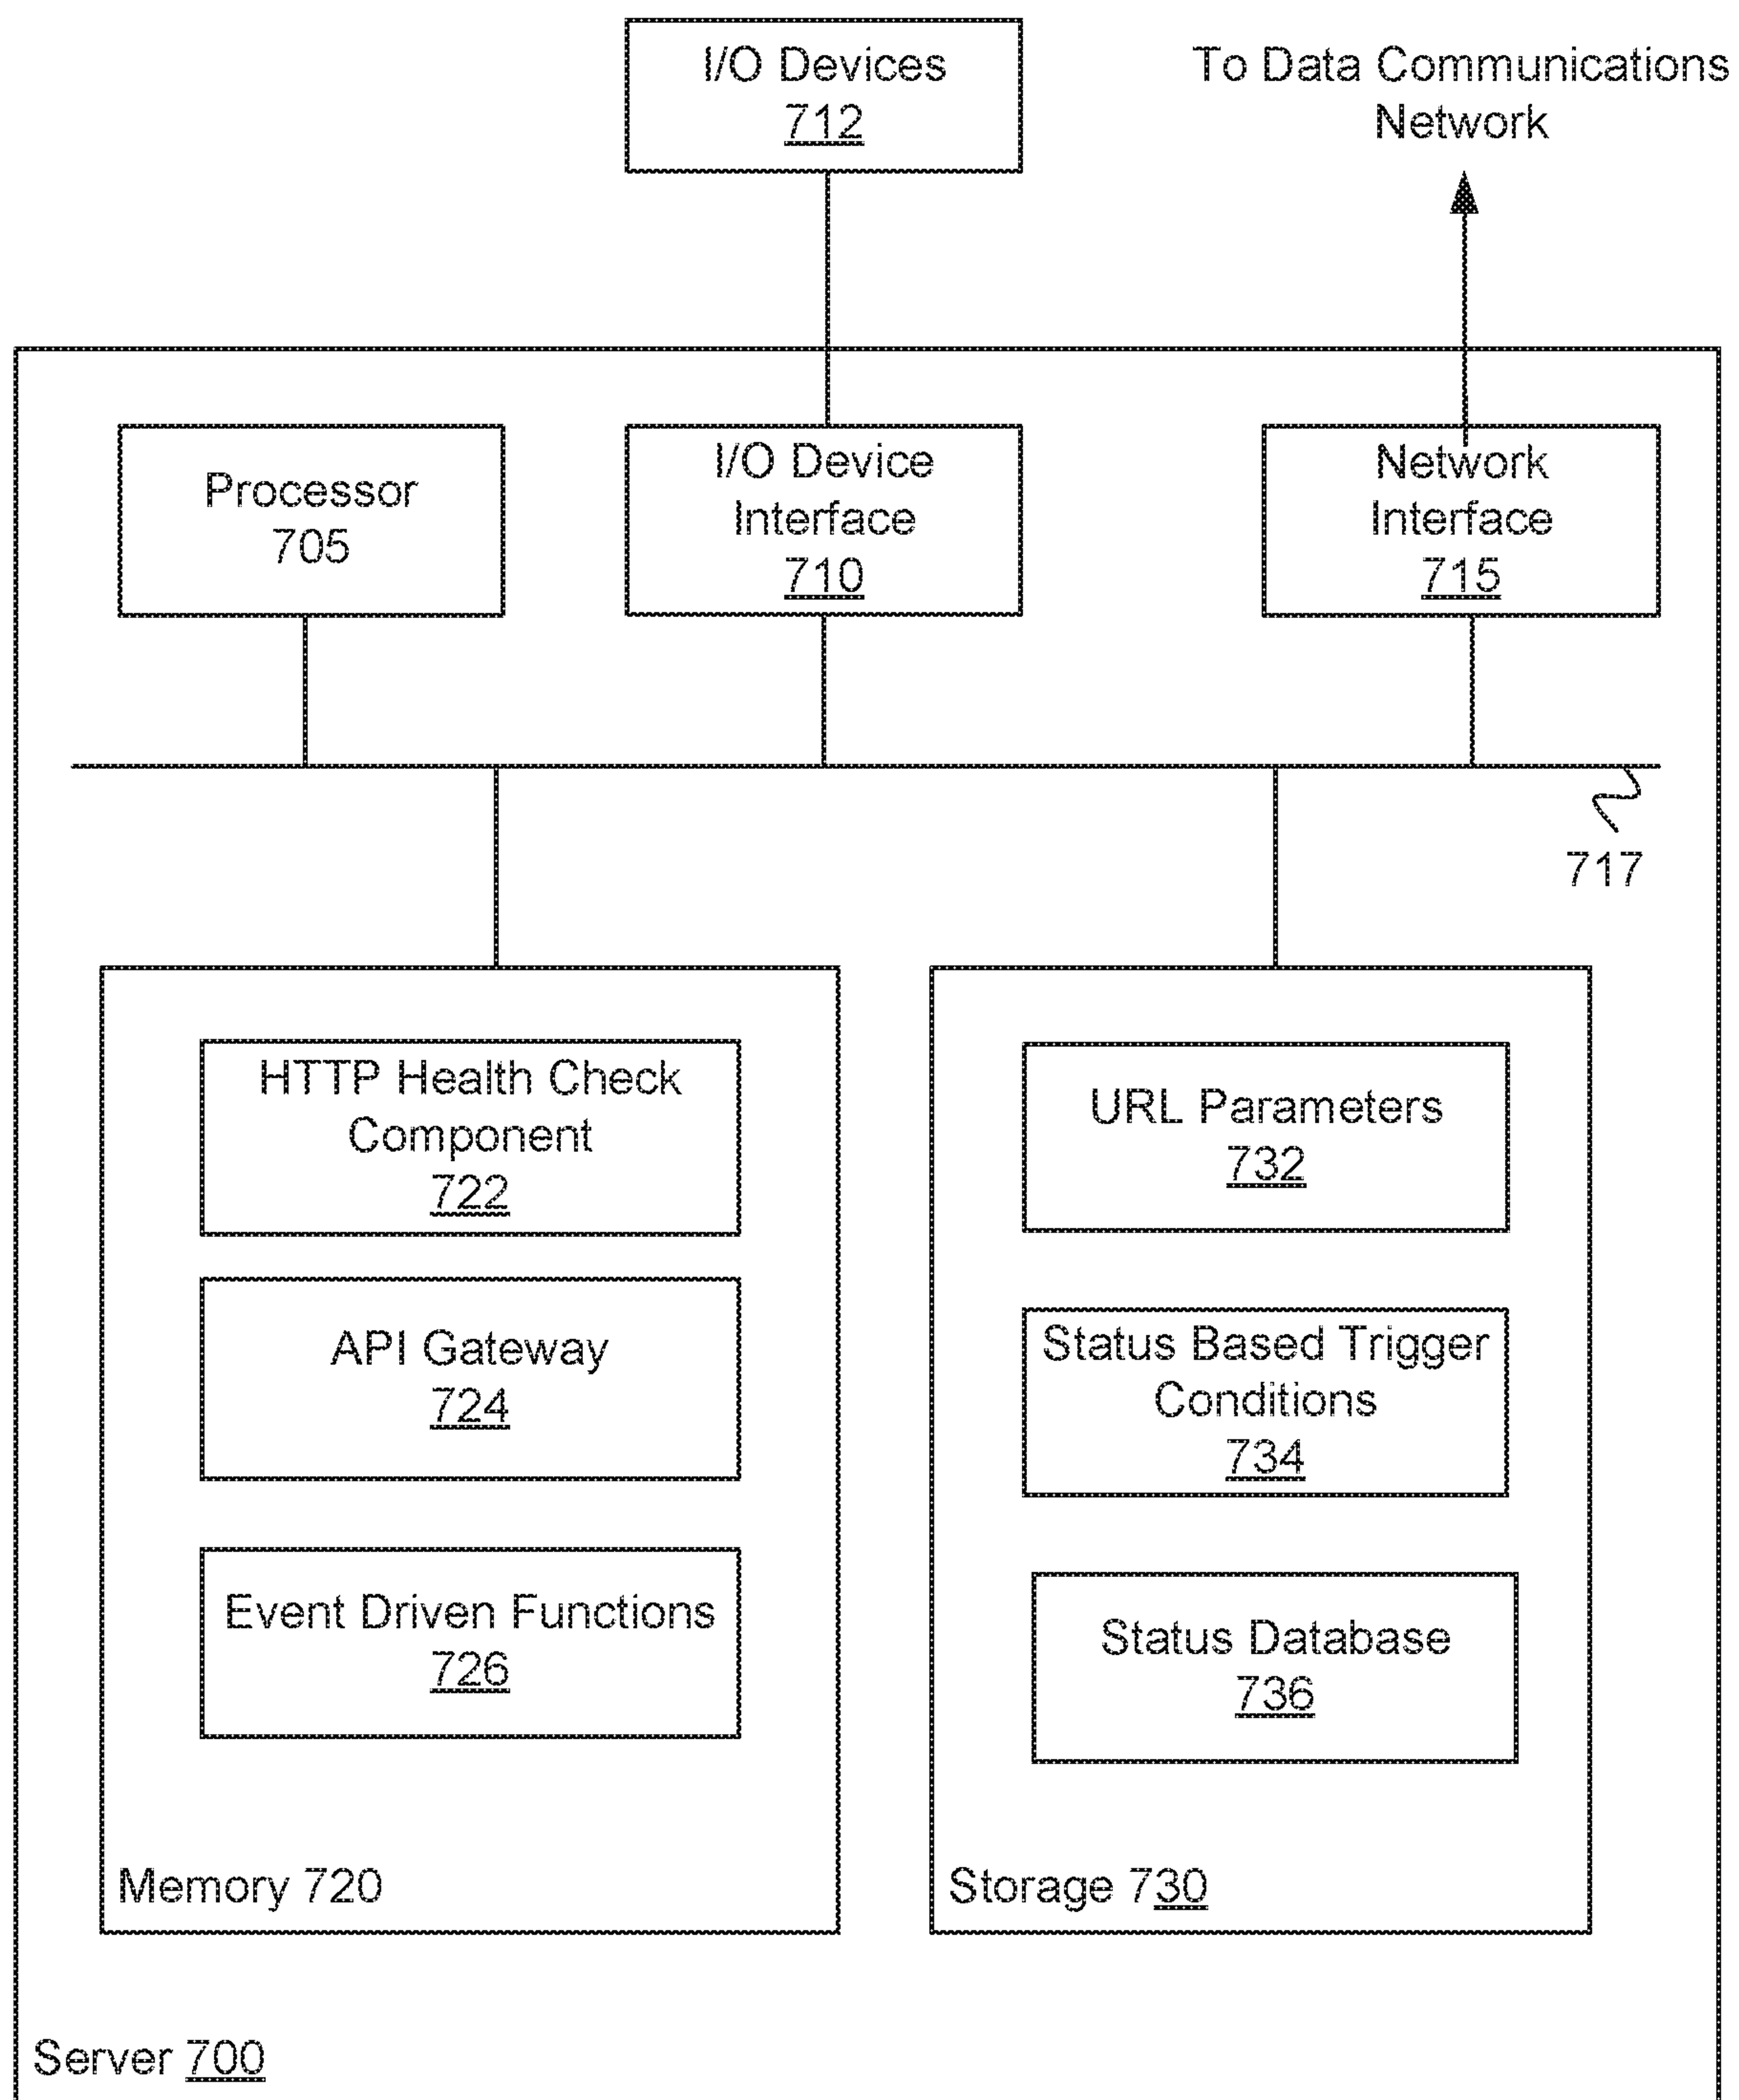 I/O Devices
712
To Data Communications
Network
Processor
705
I/O Device
Interface
710
Network
Interface
715
717
HTTP Health Check
Component
722
API Gateway
724
Event Driven Functions
726
Memory 720
URL Parameters
732
Status Based Trigger
Conditions
734
Status Database
736
Storage 730
Server 700